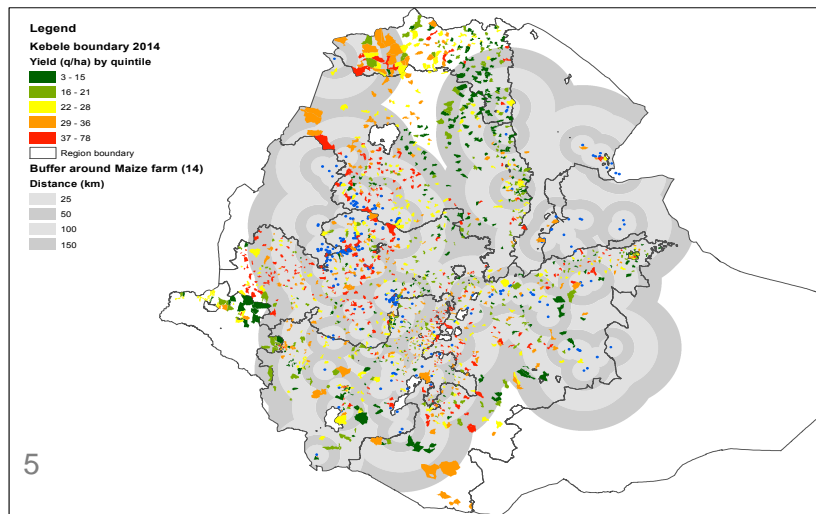 Legend
Kebele boundary 2014
Yield (q/ha) by quintile
3 - 15
16 - 21
22 - 28
29 - 36
37 - 78
Region boundary
Buffer around Maize farm (14)
Distance (km)
25
50
100
150
5